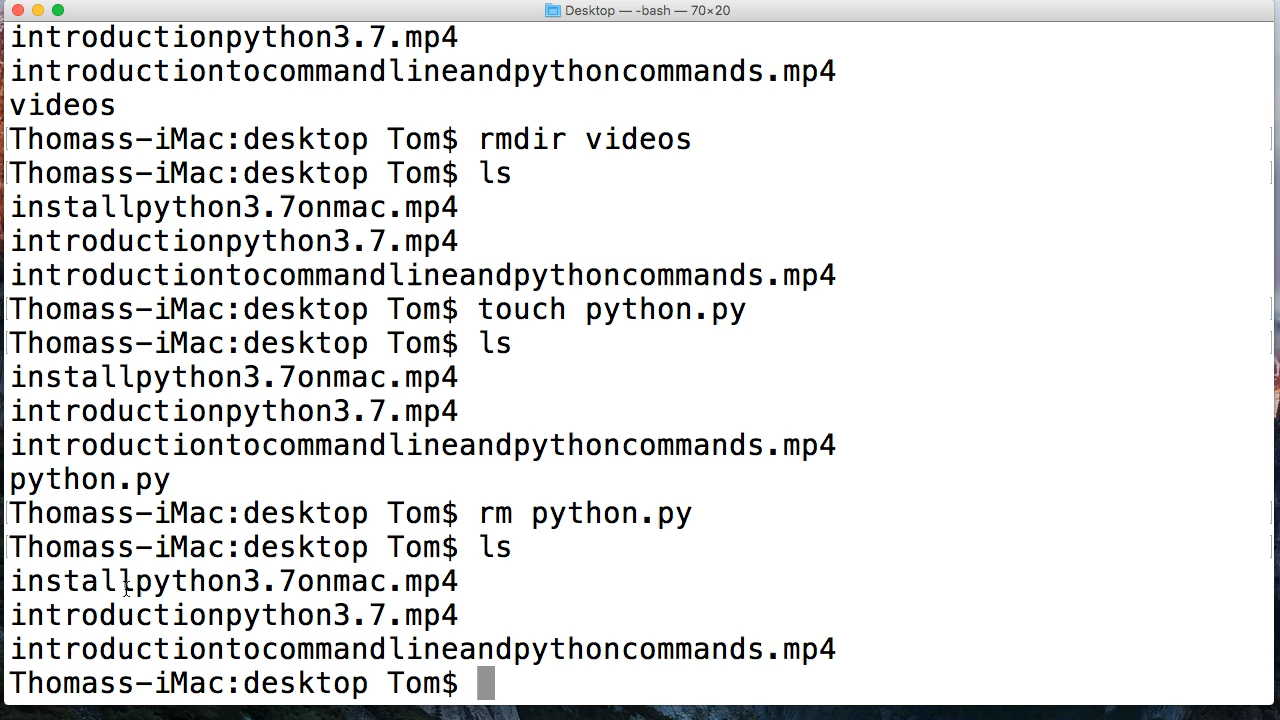 Desktop — -bash — 70×20
introductionpython3.7.mp4
introductiontocommandlineandpythoncommands.mp4
videos
Thomass-iMac:desktop Tom$ rmdir videos
Thomass-iMac:desktop Tom$ ls
installpython3.7onmac.mp4
introductionpython3.7.mp4
introductiontocommandlineandpythoncommands.mp4
Thomass-iMac:desktop Tom$ touch python.py
Thomass-iMac:desktop Tom$ ls
installpython3.7onmac.mp4
introductionpython3.7.mp4
introductiontocommandlineandpythoncommands.mp4
python.py
Thomass-iMac:desktop Tom$ rm python.py
Thomass-iMac:desktop Tom$ ls
installpython3.7onmac.mp4
introductionpython3.7.mp4
introductiontocommandlineandpythoncommands.mp4
Thomass-iMac:desktop Tom$